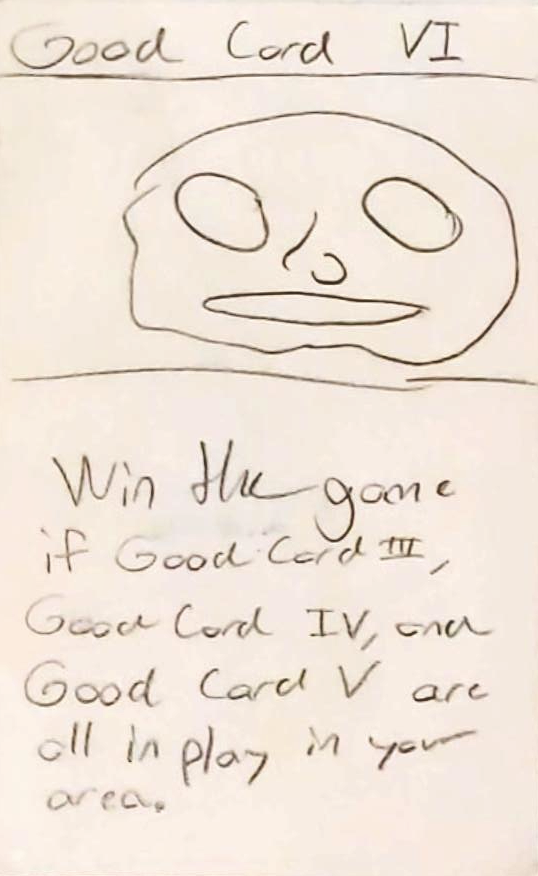 Good Card VI
Win the game
if Good Card III,
Good Card IV, and
Good Card V are
all in play in your
area.